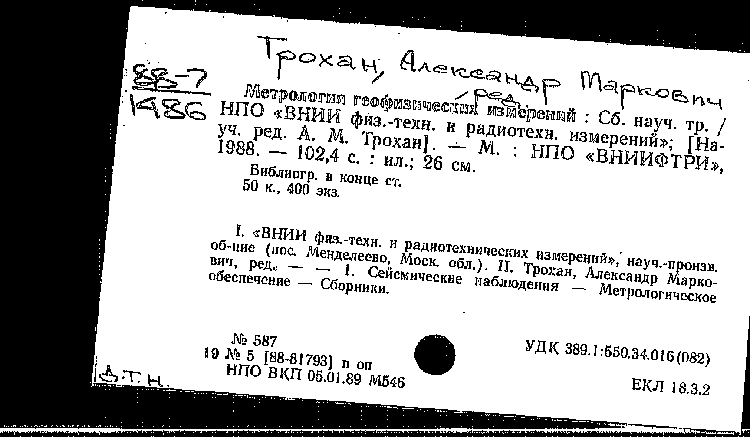 Трохан, Александр Маркович
88-7
/ред.
1486
Метрология геофизических измерений : Сб. науч. тр. /
НПО «ВНИИ физ.-техн. и радиотехн. измерений»; [На-
уч. ред. А. М. Трохан]. — М. : НПО «ВНИИФТРИ»,
1988. — 102,4 с. : ил.; 26 см.
Библиогр. в конце ст.
50 к., 400 экз.
I. «ВНИИ физ.-техн. и радиотехнических измерений», науч.-произв.
об-ние (пос. Менделеево, Моск. обл.). II. Трохан, Александр Марко-
вич, ред. — — 1. Сейсмические наблюдения — Метрологическое
обеспечение — Сборники.
№ 587
19 № 5 [88-81793] п оп
НПО ВКП 05.01.89 М546
УДК 389.1:550.34.016(082)
ЕКЛ 18.3.2
Д.Т.Н.